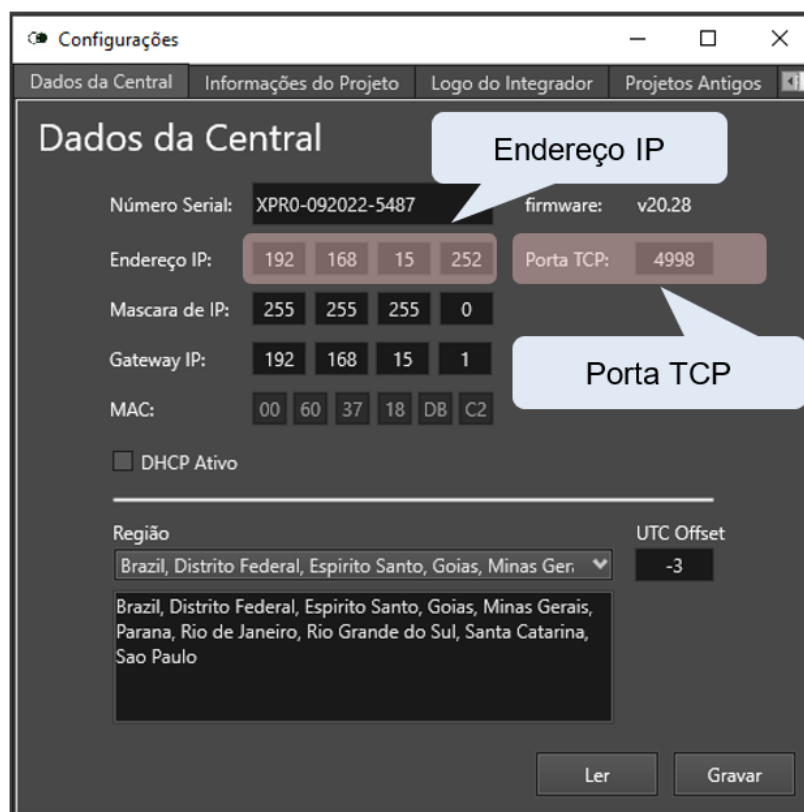 Configurações
Dados da Central Informações do Projeto Logo do Integrador Projetos Antigos
Dados da Central
Endereço IP
Número Serial: XPR0-092022-5487 firmware: v20.28
Endereço IP: 192 168 15 252 Porta TCP: 4998
Mascara de IP: 255 255 255 0
Gateway IP: 192 168 15 1
Porta TCP
MAC: 00 60 37 18 DB C2
DHCP Ativo
Região UTC Offset
Brazil, Distrito Federal, Espirito Santo, Goias, Minas Ger. -3
Brazil, Distrito Federal, Espirito Santo, Goias, Minas Gerais,
Parana, Rio de Janeiro, Rio Grande do Sul, Santa Catarina,
Sao Paulo
Ler Gravar